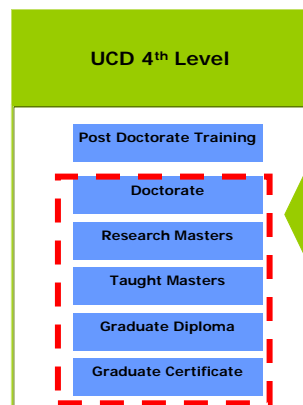 UCD 4th Level
Post Doctorate Training
Doctorate
Research Masters
Taught Masters
Graduate Diploma
Graduate Certificate